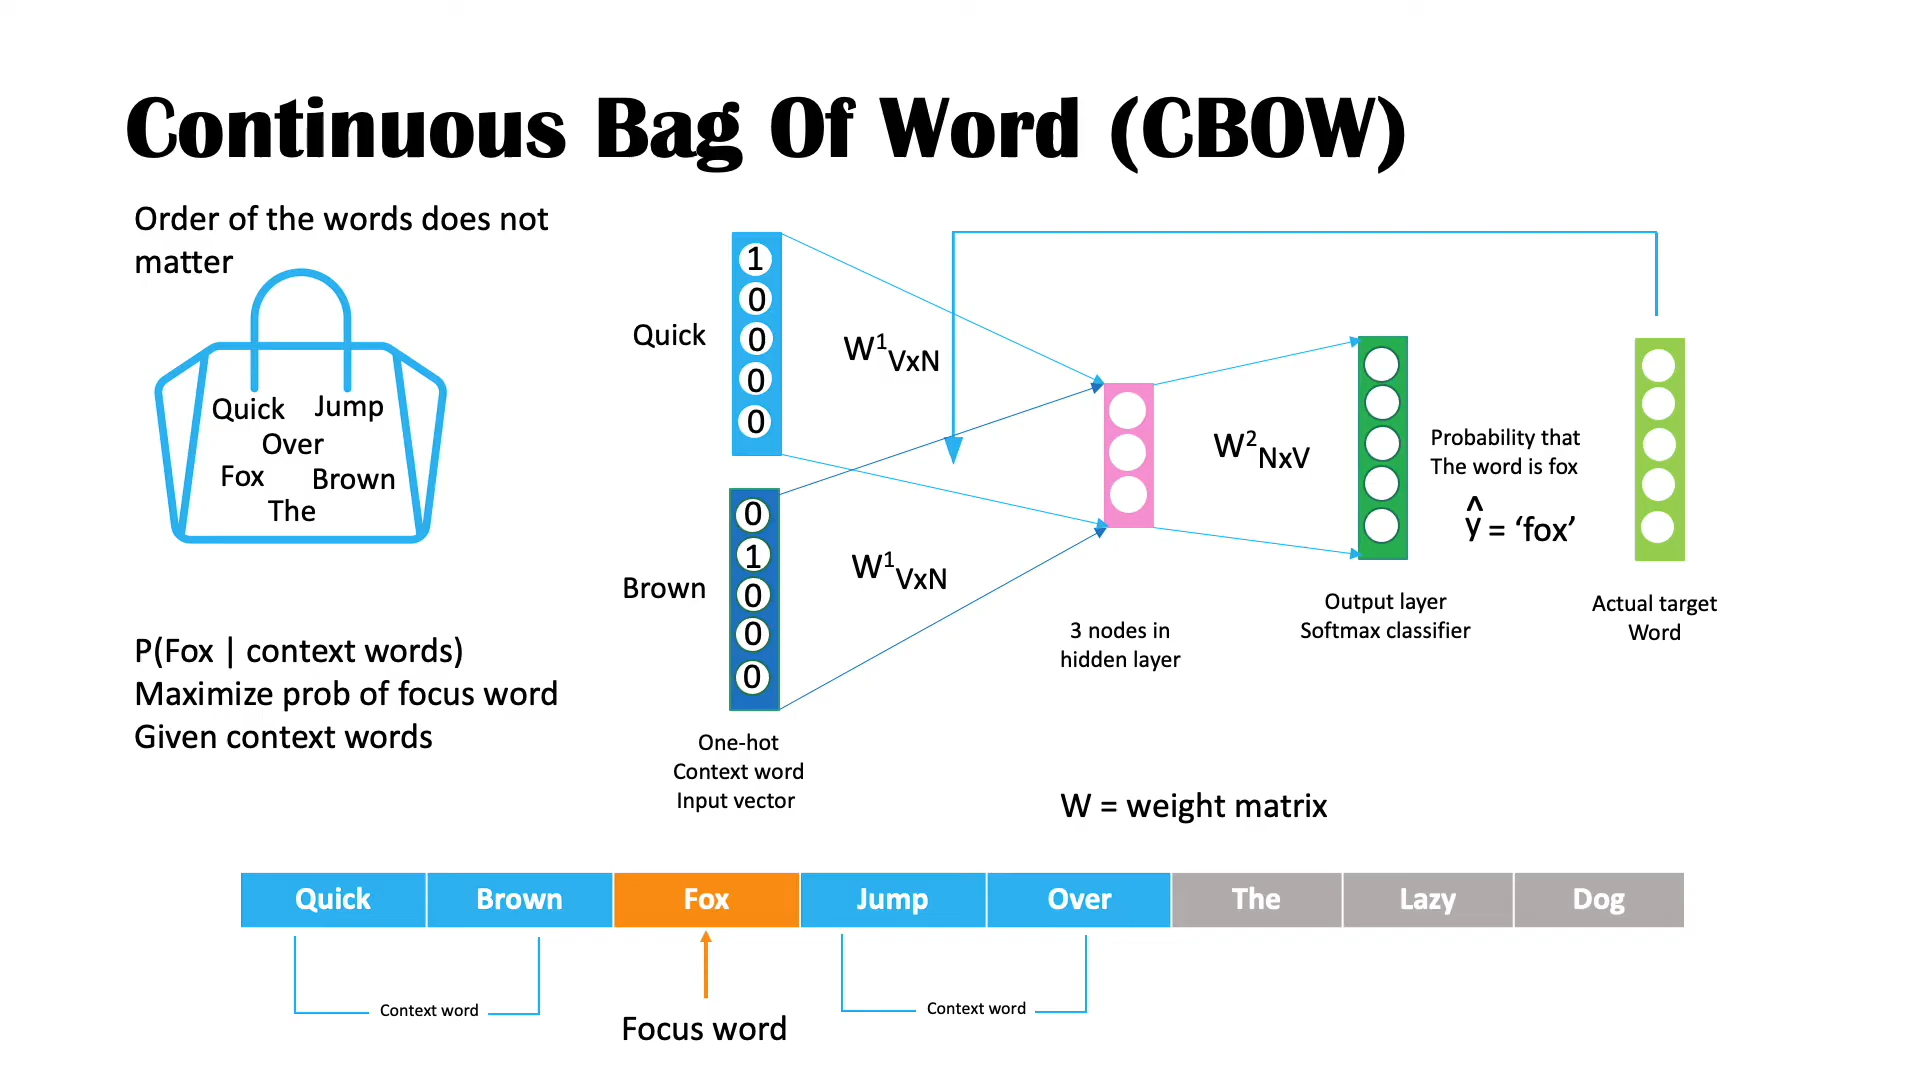 Continuous Bag Of Word (CBOW)
Order of the words does not
matter
Quick Jump
Over
Fox Brown
The
P(Fox | context words)
Maximize prob of focus word
Given context words
Quick
1
0
0
0
0
W¹VxN
Brown
0
1
0
0
0
W¹VxN
One-hot
Context word
Input vector
3 nodes in
hidden layer
W²NxV
Output layer
Softmax classifier
Probability that
The word is fox
ŷ = ‘fox’
Actual target
Word
W = weight matrix
Quick Brown Fox Jump Over The Lazy Dog
Context word
Focus word
Context word